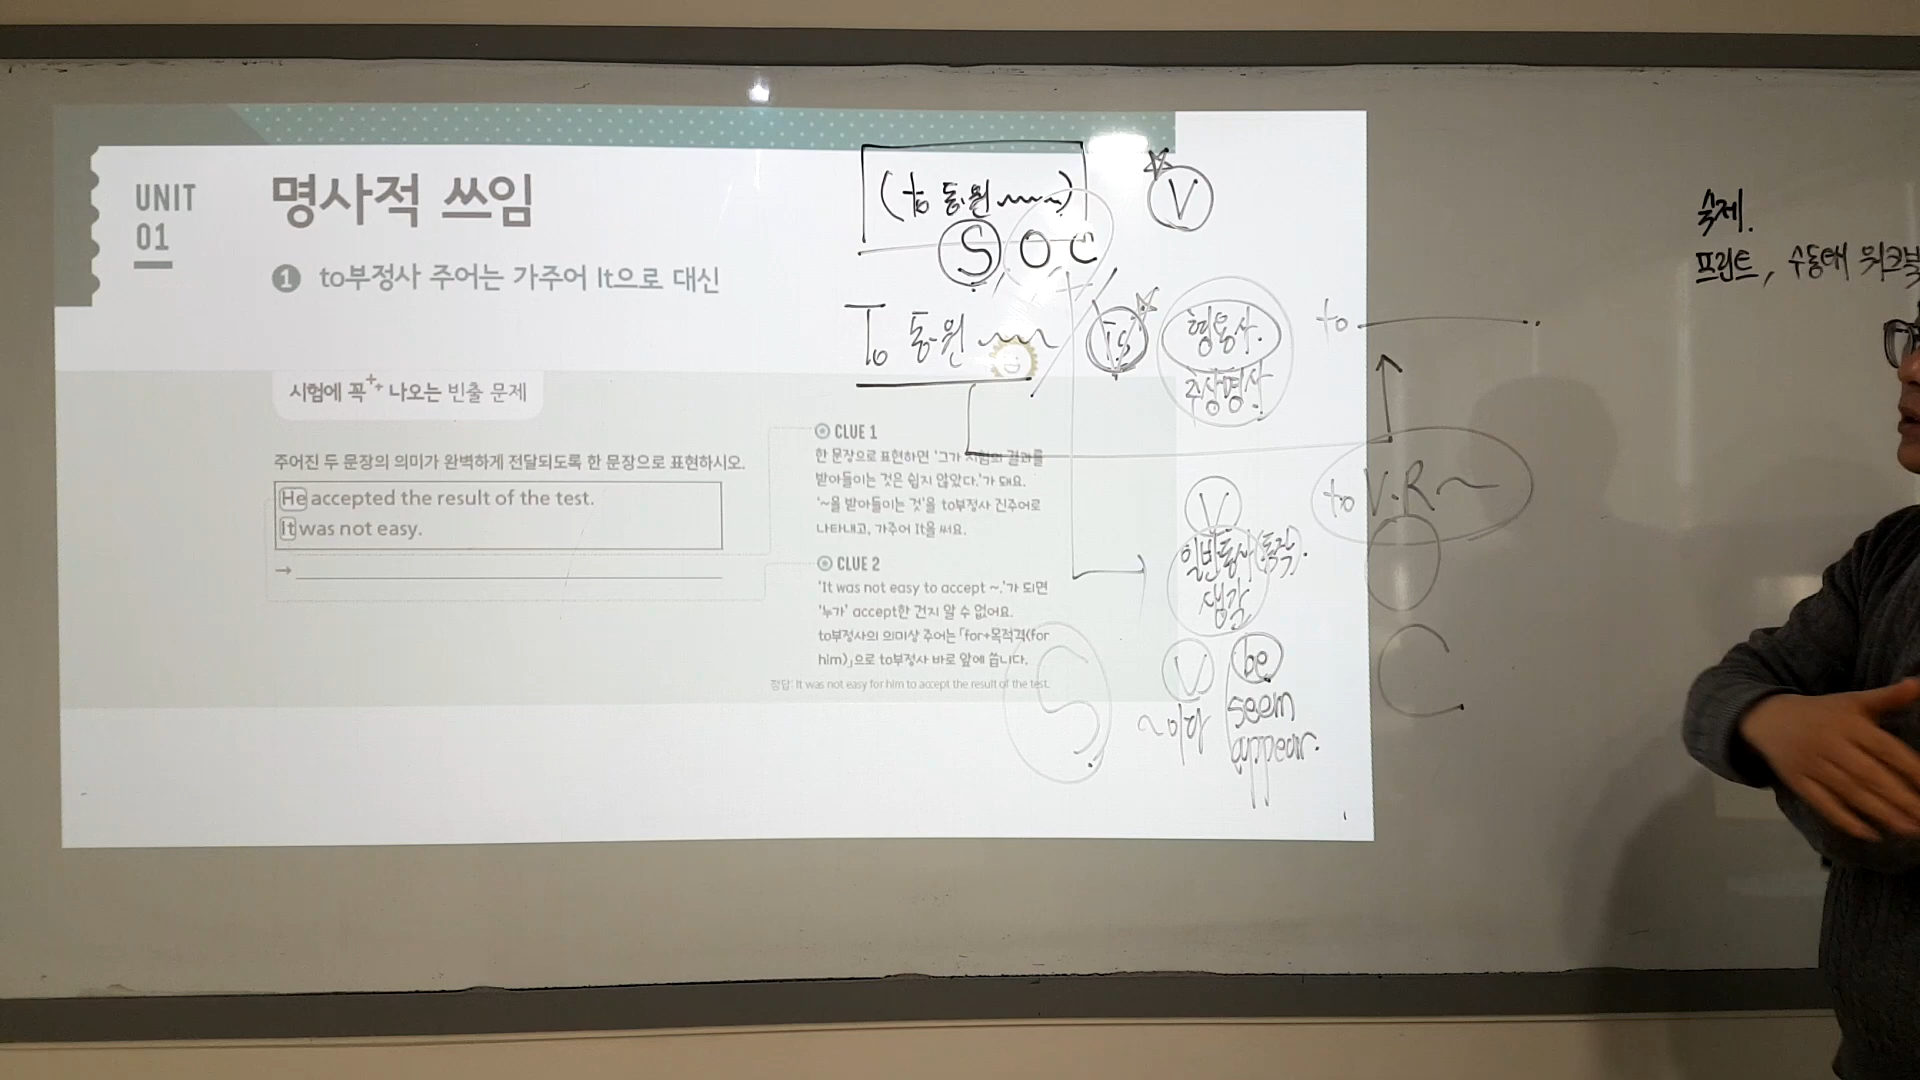 UNIT
01
명사적 쓰임
1 to부정사 주어는 가주어 It으로 대신
시험에 꼭 나오는 빈출 문제
주어진 두 문장의 의미가 완벽하게 전달되도록 한 문장으로 표현하시오.
He accepted the result of the test.
It was not easy.
→
CLUE 1
한 문장으로 표현하면 '그가 시험의 결과를
받아들이는 것은 쉽지 않았다.'가 돼요.
'~을 받아들이는 것'을 to부정사 진주어로
나타내고, 가주어 It을 써요.
CLUE 2
'It was not easy to accept ~.'가 되면
'누가' accept한 건지 알 수 없어요.
to부정사의 의미상 주어는 「for+목적격(for
him)」으로 to부정사 바로 앞에 씁니다.
정답: It was not easy for him to accept the result of the test.
(to 동원~) V
S O C
To 동원 is 형용사.
추상명사.
to
to V·R~
V
일반동사(동작).
생각
S V be C
~이다 seem
appear.
숙제.
프린트, 수동태 워크북